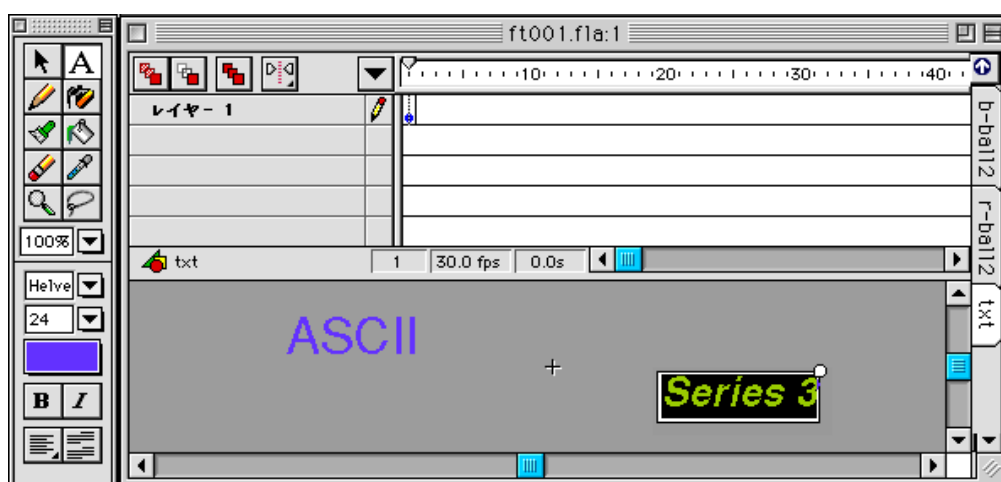 ft001.fla:1
A
10 20 30 40
レイヤー 1
100%
txt
1 30.0 fps 0.0s
Helve
24
B I
ASCII
Series 3
b-ball2
r-ball2
txt